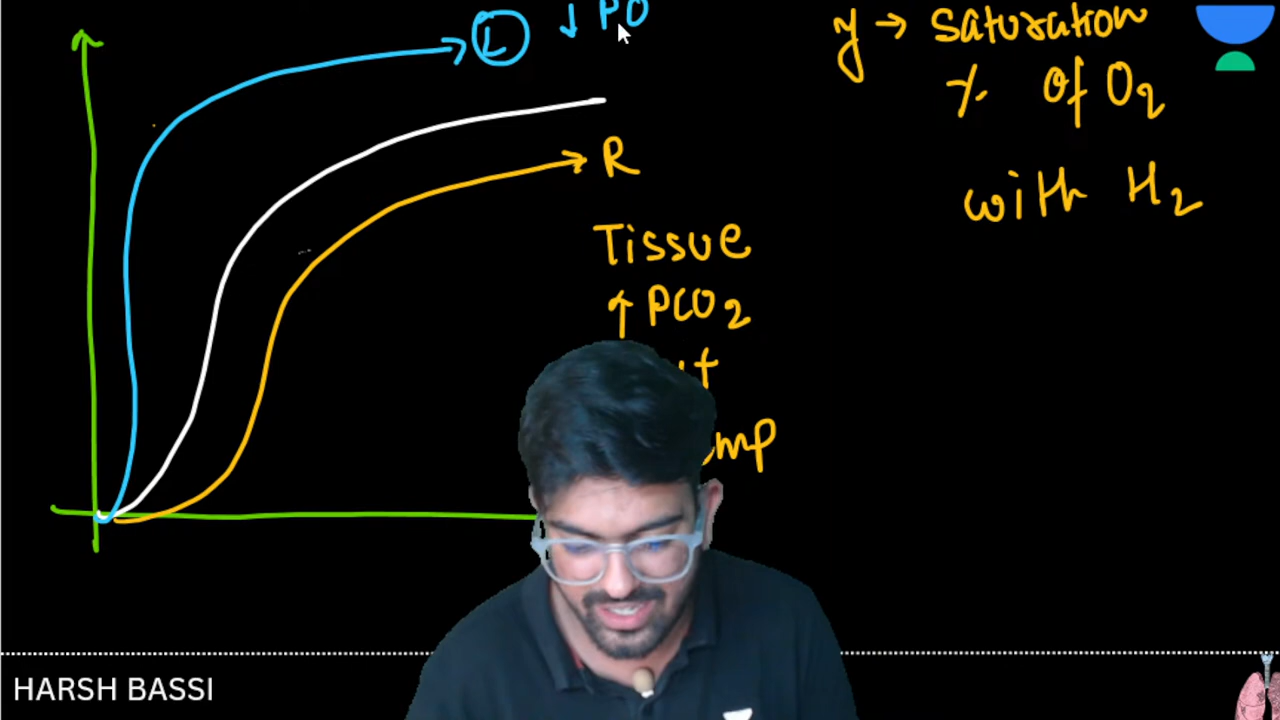 L ↓ PO
R
Tissue
↑ PCO2
y → Saturation
% of O2
with H2
HARSH BASSI